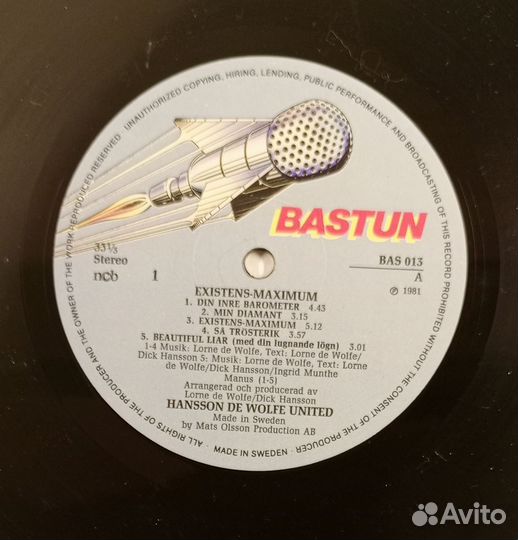 ALL RIGHTS OF THE PRODUCER AND THE OWNER OF THE WORK REPRODUCED RESERVED · UNAUTHORIZED COPYING, HIRING, LENDING, PUBLIC PERFORMANCE AND BROADCASTING OF THIS RECORD PROHIBITED WITHOUT THE CONSENT OF THE PRODUCER
BASTUN
33 1/3
Stereo
BAS 013
ncb 1
A
℗ 1981
EXISTENS-MAXIMUM
1. DIN INRE BAROMETER 4.43
2. MIN DIAMANT 3.15
3. EXISTENS-MAXIMUM 5.12
4. SÅ TRÖSTERIK 3.57
5. BEAUTIFUL LIAR (med din lugnande lögn) 3.01
1-4 Musik: Lorne de Wolfe, Text: Lorne de Wolfe/
Dick Hansson 5: Musik: Lorne de Wolfe, Text: Lorne
de Wolfe/Dick Hansson/Ingrid Munthe
Manus (1-5)
Arrangerad och producerad av
Lorne de Wolfe/Dick Hansson
HANSSON DE WOLFE UNITED
Made in Sweden
by Mats Olsson Production AB
MADE IN SWEDEN
Avito